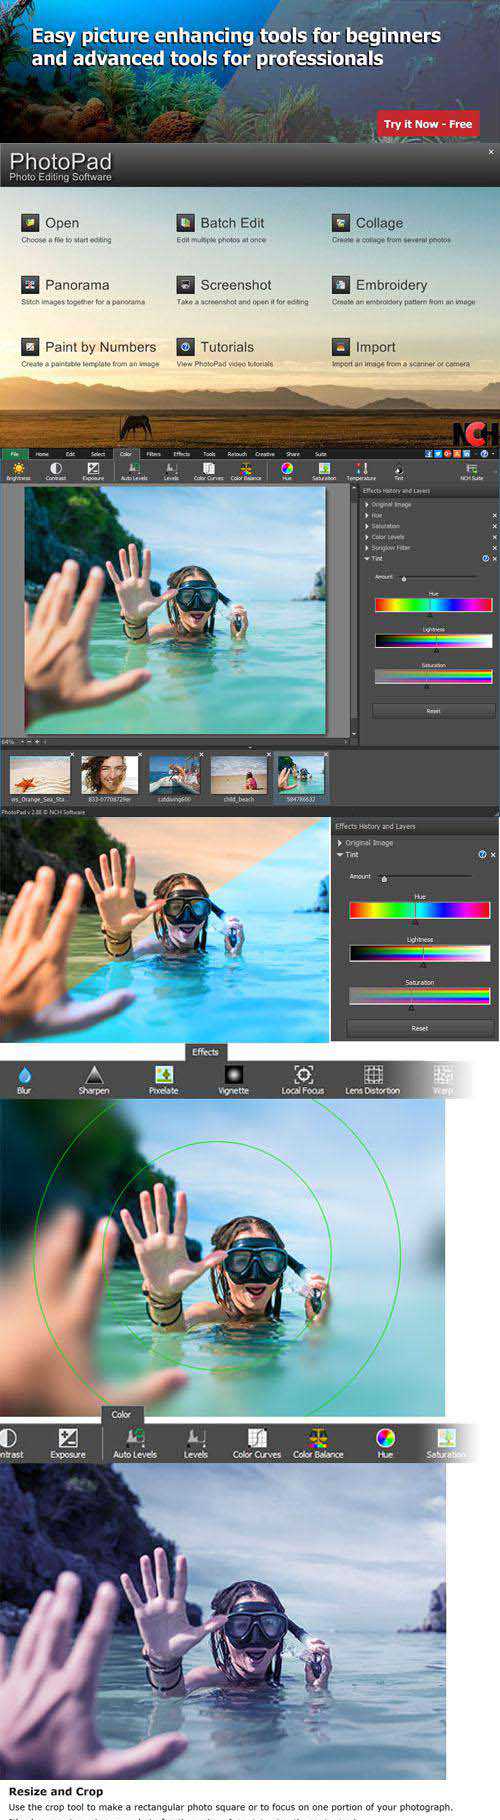 Easy picture enhancing tools for beginners
and advanced tools for professionals
Try it Now - Free
PhotoPad
Photo Editing Software
Open
Choose a file to start editing
Batch Edit
Edit multiple photos at once
Collage
Create a collage from several photos
Panorama
Stitch images together for a panorama
Screenshot
Take a screenshot and open it for editing
Embroidery
Create an embroidery pattern from an image
Paint by Numbers
Create a paintable template from an image
Tutorials
View PhotoPad video tutorials
Import
Import an image from a scanner or camera
NCH
File Home Edit Select Color Filters Effects Tools Retouch Creative Share Suite
Brightness Contrast Exposure Auto Levels Levels Color Curves Color Balance Hue Saturation Temperature Tint NCH Suite
Effects History and Layers
Original Image
Hue
Saturation
Color Levels
Sunglow Filter
Tint
Amount
Hue
Lightness
Saturation
Reset
64%
833-07708729er
catdiving600
child_beach
PhotoPad v 2.88 © NCH Software
Effects History and Layers
Original Image
Tint
Amount
Hue
Lightness
Saturation
Reset
Effects
Blur Sharpen Pixelate Vignette Local Focus Lens Distortion Warp
Color
ntrast Exposure Auto Levels Levels Color Curves Color Balance Hue Saturation
Resize and Crop
Use the crop tool to make a rectangular photo square or to focus on one portion of your photograph.